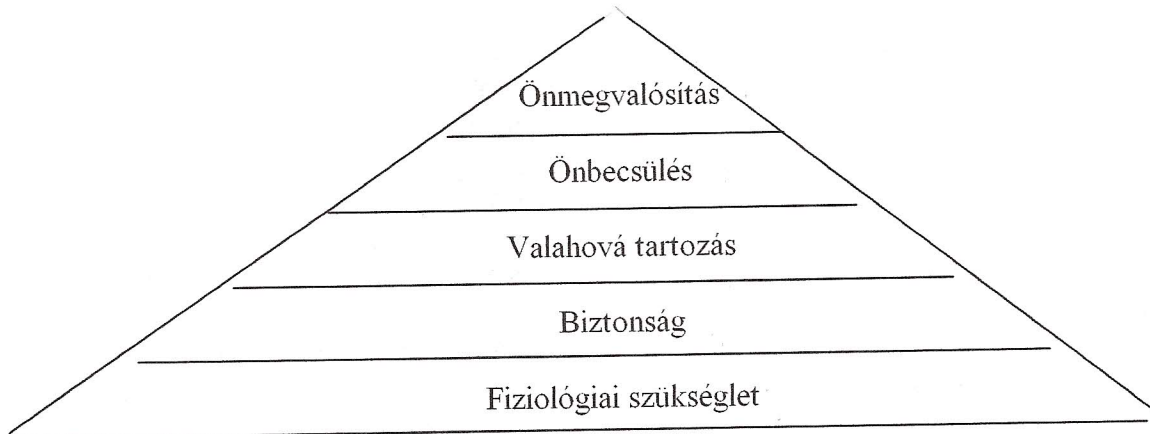 Önmegvalósítás
Önbecsülés
Valahová tartozás
Biztonság
Fiziológiai szükséglet